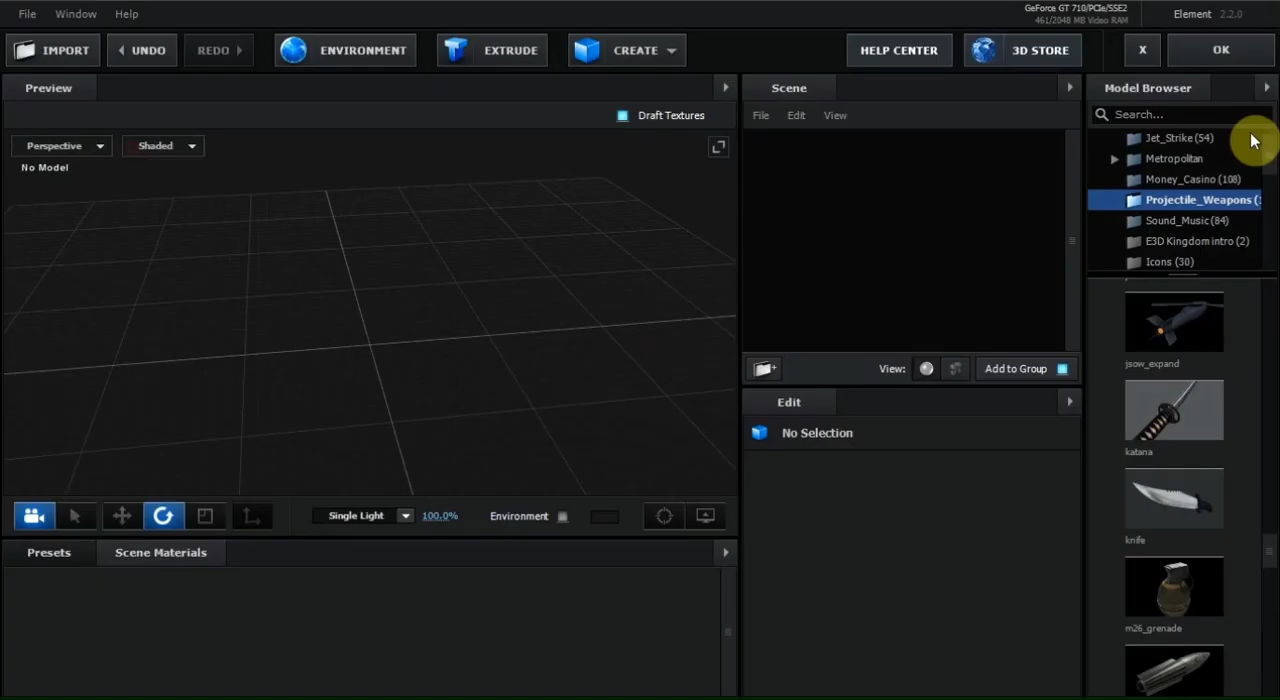 File Window Help
GeForce GT 710/PCIe/SSE2
461/2048 MB Video RAM
Element 2.2.0
IMPORT UNDO REDO ENVIRONMENT EXTRUDE CREATE HELP CENTER 3D STORE X OK
Preview
Draft Textures
Perspective Shaded
No Model
Scene
File Edit View
View: Add to Group
Edit
No Selection
Model Browser
Search...
Jet_Strike (54)
Metropolitan
Money_Casino (108)
Projectile_Weapons (
Sound_Music (84)
E3D Kingdom intro (2)
Icons (30)
jsow_expand
katana
knife
m26_grenade
Single Light 100.0% Environment
Presets Scene Materials